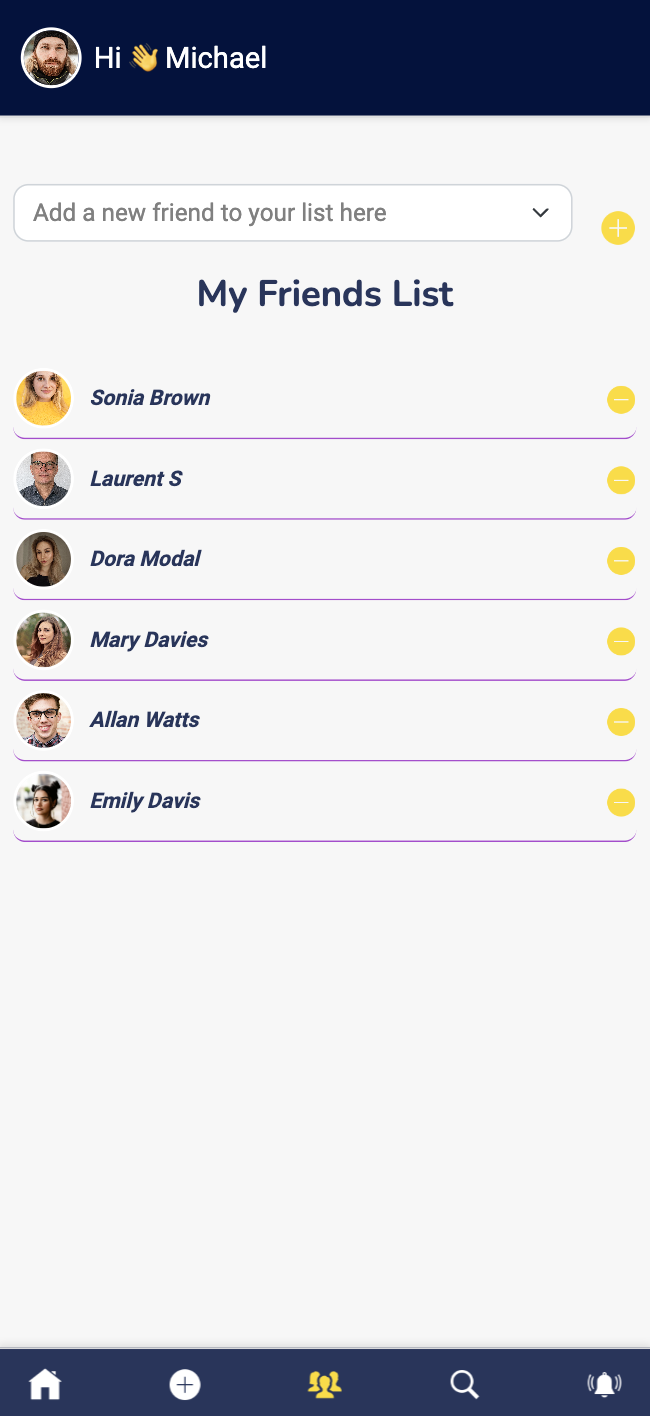 Hi 👋 Michael
Add a new friend to your list here
My Friends List
Sonia Brown
Laurent S
Dora Modal
Mary Davies
Allan Watts
Emily Davis